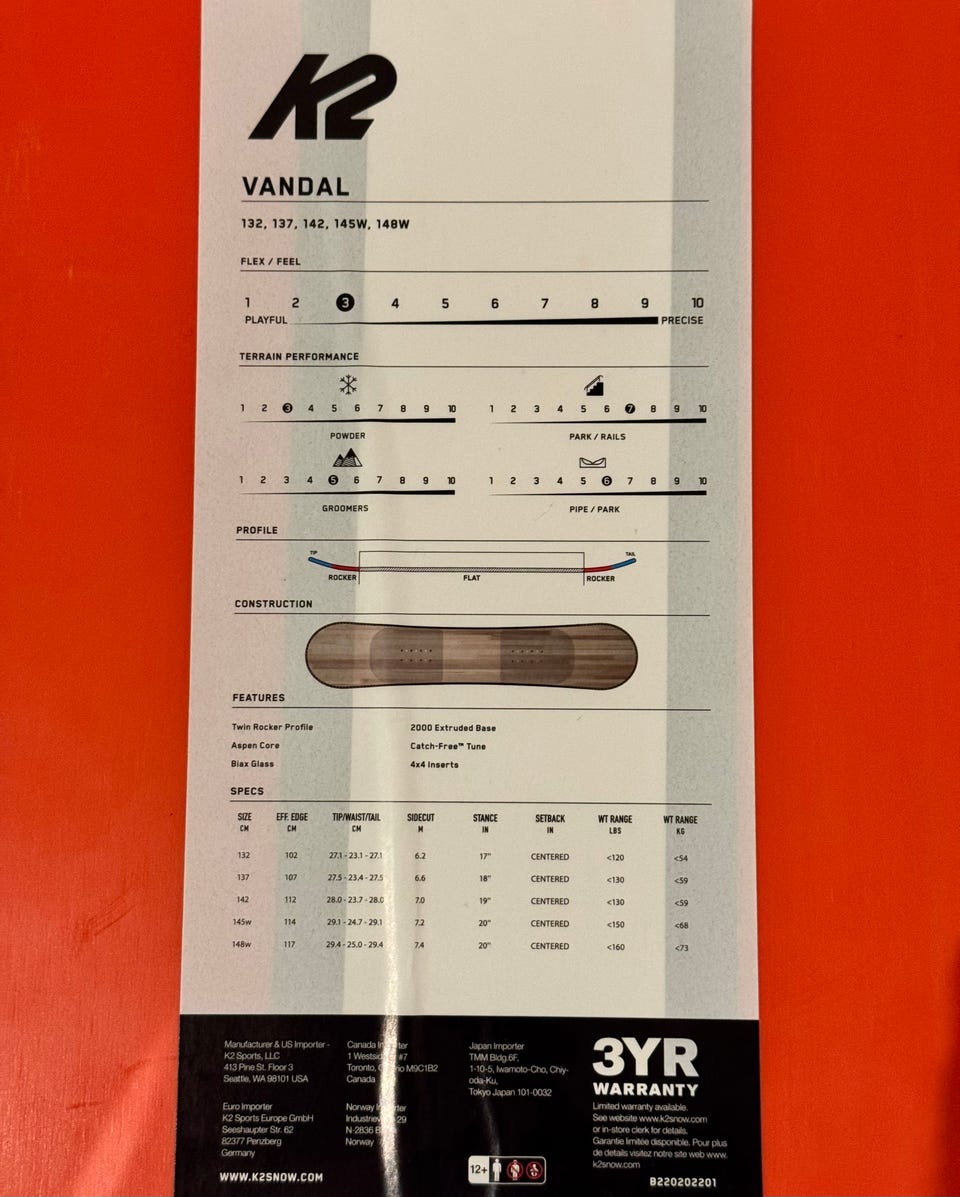 K2
VANDAL
132, 137, 142, 145W, 148W
FLEX / FEEL
1 2 3 4 5 6 7 8 9 10
PLAYFUL PRECISE
TERRAIN PERFORMANCE
1 2 3 4 5 6 7 8 9 10
POWDER
1 2 3 4 5 6 7 8 9 10
PARK / RAILS
1 2 3 4 5 6 7 8 9 10
GROOMERS
1 2 3 4 5 6 7 8 9 10
PIPE / PARK
PROFILE
TIP TAIL
ROCKER FLAT ROCKER
CONSTRUCTION
FEATURES
Twin Rocker Profile 2000 Extruded Base
Aspen Core Catch-Free™ Tune
Biax Glass 4x4 Inserts
SPECS
SIZE EFF. EDGE TIP/WAIST/TAIL SIDECUT STANCE SETBACK WT RANGE WT RANGE
CM CM CM M IN IN LBS KG
132 102 27.1 - 23.1 - 27.1 6.2 17" CENTERED <120 <54
137 107 27.5 - 23.4 - 27.5 6.6 18" CENTERED <130 <59
142 112 28.0 - 23.7 - 28.0 7.0 19" CENTERED <130 <59
145w 114 29.1 - 24.7 - 29.1 7.2 20" CENTERED <150 <68
148w 117 29.4 - 25.0 - 29.4 7.4 20" CENTERED <160 <73
Manufacturer & US Importer -
K2 Sports, LLC
413 Pine St. Floor 3
Seattle, WA 98101 USA
Euro Importer
K2 Sports Europe GmbH
Seeshaupter Str. 62
82377 Penzberg
Germany
WWW.K2SNOW.COM
Canada
1 #7
Toronto, M9C1B2
Canada
Norway
29
N-2836
Norway
Japan Importer
TMM Bldg.6F,
1-10-5, Iwamoto-Cho, Chiy-
oda-Ku,
Tokyo Japan 101-0032
12+
3YR
WARRANTY
Limited warranty available.
See website www.k2snow.com
or in-store clerk for details.
Garantie limitée disponible. Pour plus
de details visitez notre site web www.
k2snow.com
B220202201